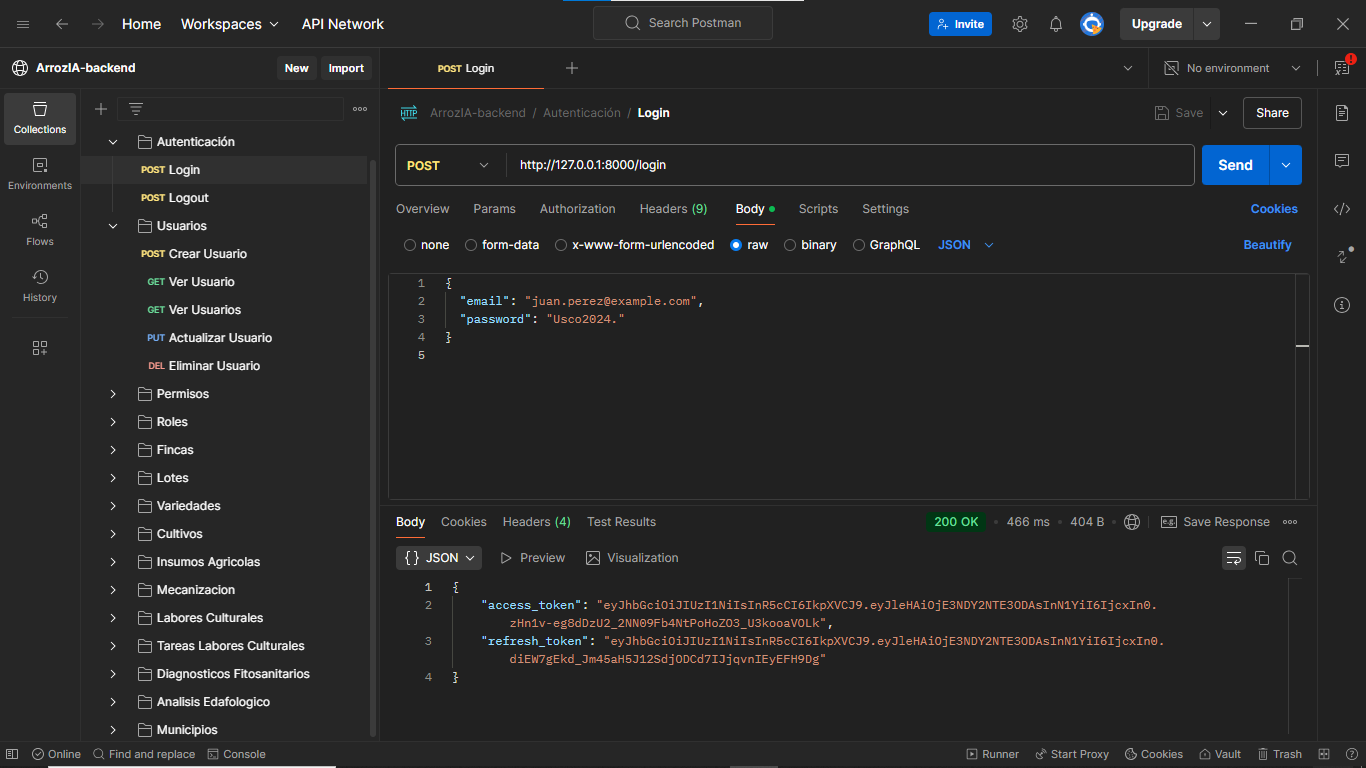 Home Workspaces API Network Search Postman Invite Upgrade
ArrozIA-backend New Import POST Login No environment
Collections
Environments
Flows
History
Autenticación
POST Login
POST Logout
Usuarios
POST Crear Usuario
GET Ver Usuario
GET Ver Usuarios
PUT Actualizar Usuario
DEL Eliminar Usuario
Permisos
Roles
Fincas
Lotes
Variedades
Cultivos
Insumos Agricolas
Mecanizacion
Labores Culturales
Tareas Labores Culturales
Diagnosticos Fitosanitarios
Analisis Edafologico
Municipios
HTTP ArrozIA-backend / Autenticación / Login Save Share
POST http://127.0.0.1:8000/login Send
Overview Params Authorization Headers (9) Body Scripts Settings Cookies
none form-data x-www-form-urlencoded raw binary GraphQL JSON Beautify
1 {
2 "email": "juan.perez@example.com",
3 "password": "Usco2024."
4 }
5
Body Cookies Headers (4) Test Results 200 OK • 466 ms • 404 B • e.g. Save Response
{} JSON Preview Visualization
1 {
2 "access_token": "eyJhbGciOiJIUzI1NiIsInR5cCI6IkpXVCJ9.eyJleHAiOjE3NDY2NTE3ODAsInN1YiI6IjcxIn0.
zHn1v-eg8dDzU2_2NN09Fb4NtPoHoZO3_U3kooaVOLk",
3 "refresh_token": "eyJhbGciOiJIUzI1NiIsInR5cCI6IkpXVCJ9.eyJleHAiOjE3NDY2NTE3ODAsInN1YiI6IjcxIn0.
diEW7gEkd_Jm45aH5J12SdjODCd7IJjqvnIEyEFH9Dg"
4 }
Online Find and replace Console Runner Start Proxy Cookies Vault Trash